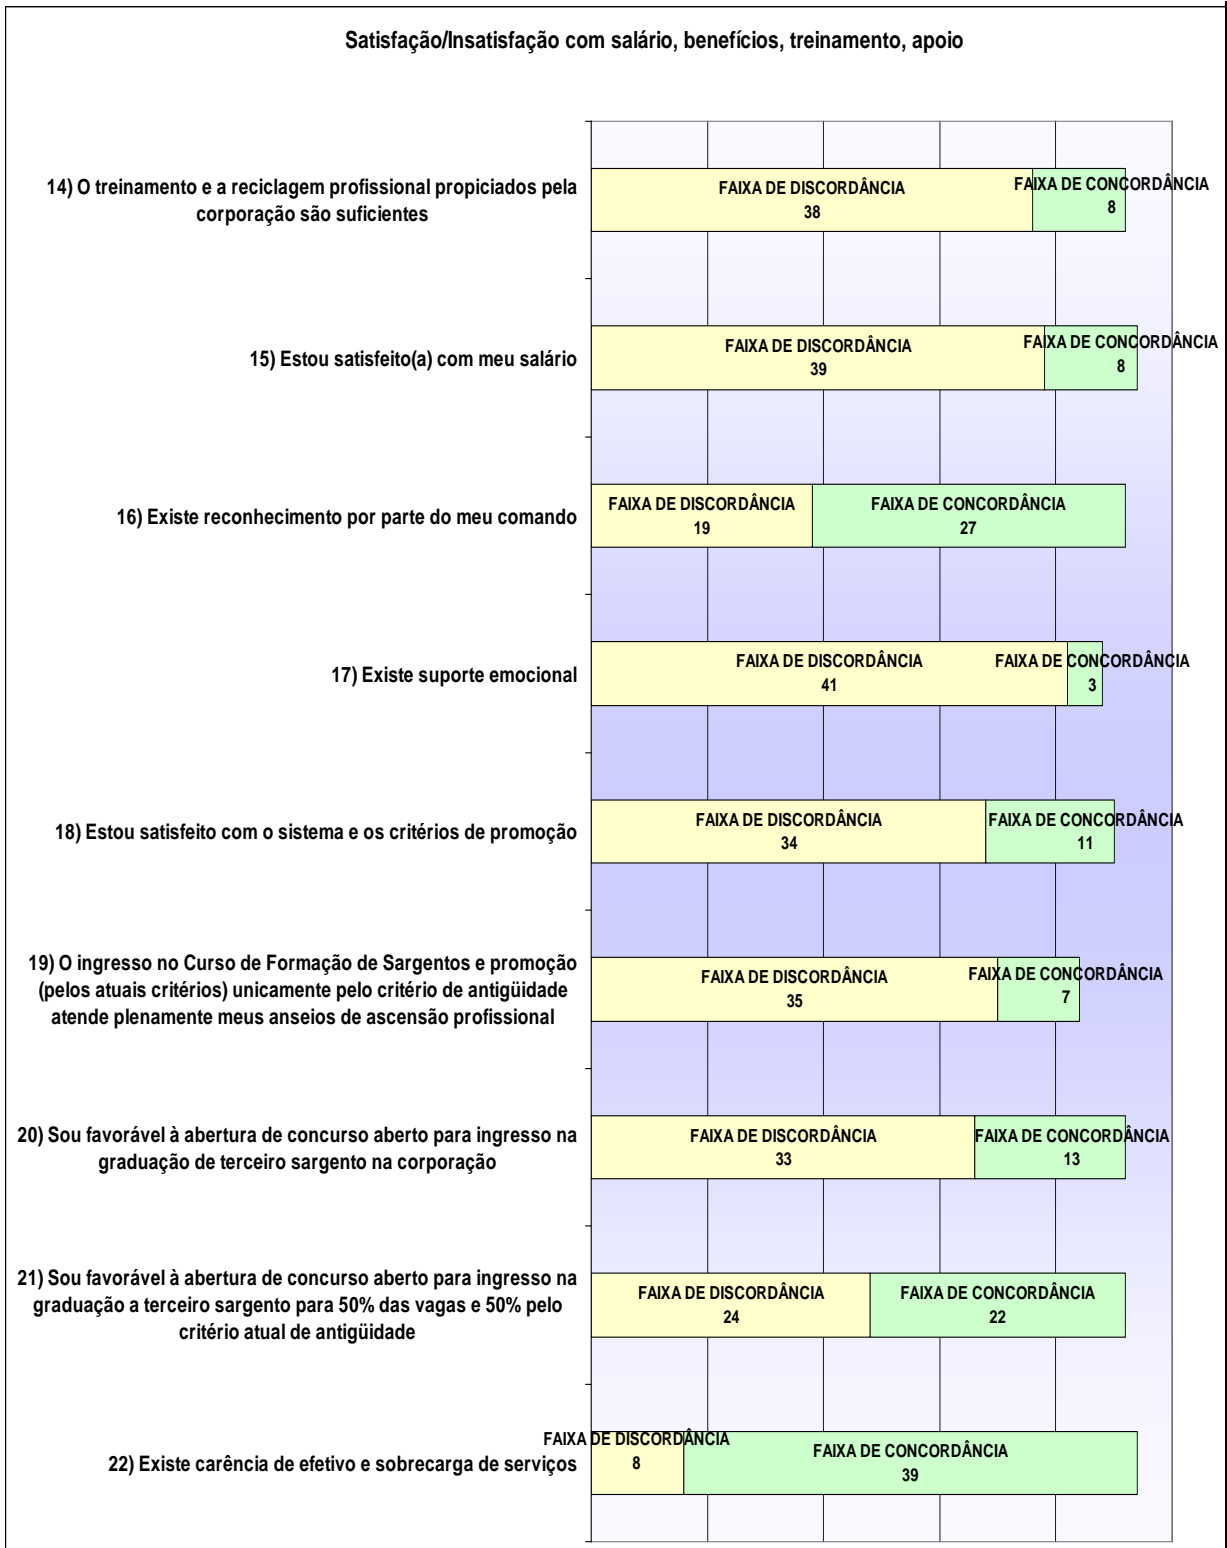 Satisfação/Insatisfação com salário, benefícios, treinamento, apoio
14) O treinamento e a reciclagem profissional propiciados pela
corporação são suficientes
FAIXA DE DISCORDÂNCIA
38
FAIXA DE CONCORDÂNCIA
8
15) Estou satisfeito(a) com meu salário
FAIXA DE DISCORDÂNCIA
39
FAIXA DE CONCORDÂNCIA
8
16) Existe reconhecimento por parte do meu comando
FAIXA DE DISCORDÂNCIA
19
FAIXA DE CONCORDÂNCIA
27
17) Existe suporte emocional
FAIXA DE DISCORDÂNCIA
41
FAIXA DE CONCORDÂNCIA
3
18) Estou satisfeito com o sistema e os critérios de promoção
FAIXA DE DISCORDÂNCIA
34
FAIXA DE CONCORDÂNCIA
11
19) O ingresso no Curso de Formação de Sargentos e promoção
(pelos atuais critérios) unicamente pelo critério de antigüidade
atende plenamente meus anseios de ascensão profissional
FAIXA DE DISCORDÂNCIA
35
FAIXA DE CONCORDÂNCIA
7
20) Sou favorável à abertura de concurso aberto para ingresso na
graduação de terceiro sargento na corporação
FAIXA DE DISCORDÂNCIA
33
FAIXA DE CONCORDÂNCIA
13
21) Sou favorável à abertura de concurso aberto para ingresso na
graduação a terceiro sargento para 50% das vagas e 50% pelo
critério atual de antigüidade
FAIXA DE DISCORDÂNCIA
24
FAIXA DE CONCORDÂNCIA
22
22) Existe carência de efetivo e sobrecarga de serviços
FAIXA DE DISCORDÂNCIA
8
FAIXA DE CONCORDÂNCIA
39